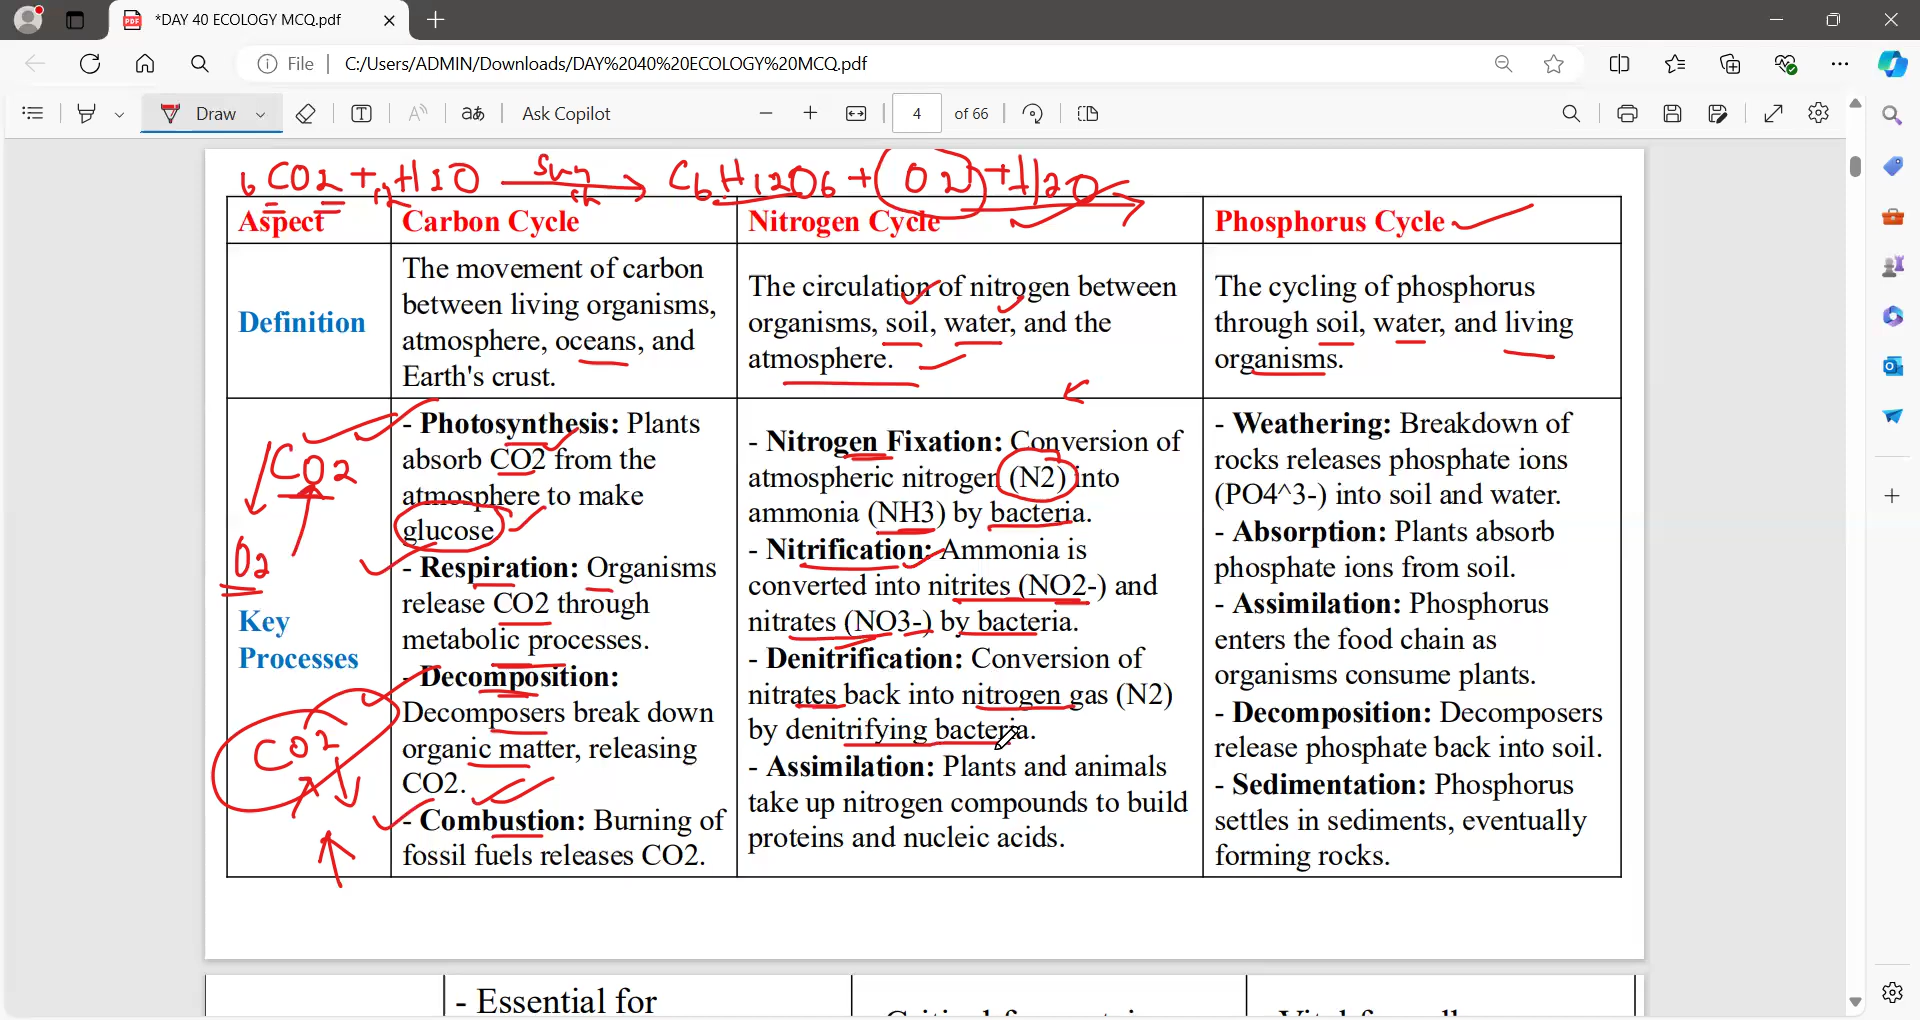 *DAY 40 ECOLOGY MCQ.pdf
File
C:/Users/ADMIN/Downloads/DAY%2040%20ECOLOGY%20MCQ.pdf
Draw
T
A
aあ
Ask Copilot
4
of 66
6CO2 + 12H2O Sun C6H12O6 + O2 + H2O
Aspect
Carbon Cycle
Nitrogen Cycle
Phosphorus Cycle
Definition
The movement of carbon
between living organisms,
atmosphere, oceans, and
Earth's crust.
The circulation of nitrogen between
organisms, soil, water, and the
atmosphere.
The cycling of phosphorus
through soil, water, and living
organisms.
CO2
O2
Key
Processes
CO2
- Photosynthesis: Plants
absorb CO2 from the
atmosphere to make
glucose
- Respiration: Organisms
release CO2 through
metabolic processes.
- Decomposition:
Decomposers break down
organic matter, releasing
CO2.
- Combustion: Burning of
fossil fuels releases CO2.
- Nitrogen Fixation: Conversion of
atmospheric nitrogen (N2) into
ammonia (NH3) by bacteria.
- Nitrification: Ammonia is
converted into nitrites (NO2-) and
nitrates (NO3-) by bacteria.
- Denitrification: Conversion of
nitrates back into nitrogen gas (N2)
by denitrifying bacteria.
- Assimilation: Plants and animals
take up nitrogen compounds to build
proteins and nucleic acids.
- Weathering: Breakdown of
rocks releases phosphate ions
(PO4^3-) into soil and water.
- Absorption: Plants absorb
phosphate ions from soil.
- Assimilation: Phosphorus
enters the food chain as
organisms consume plants.
- Decomposition: Decomposers
release phosphate back into soil.
- Sedimentation: Phosphorus
settles in sediments, eventually
forming rocks.
- Essential for